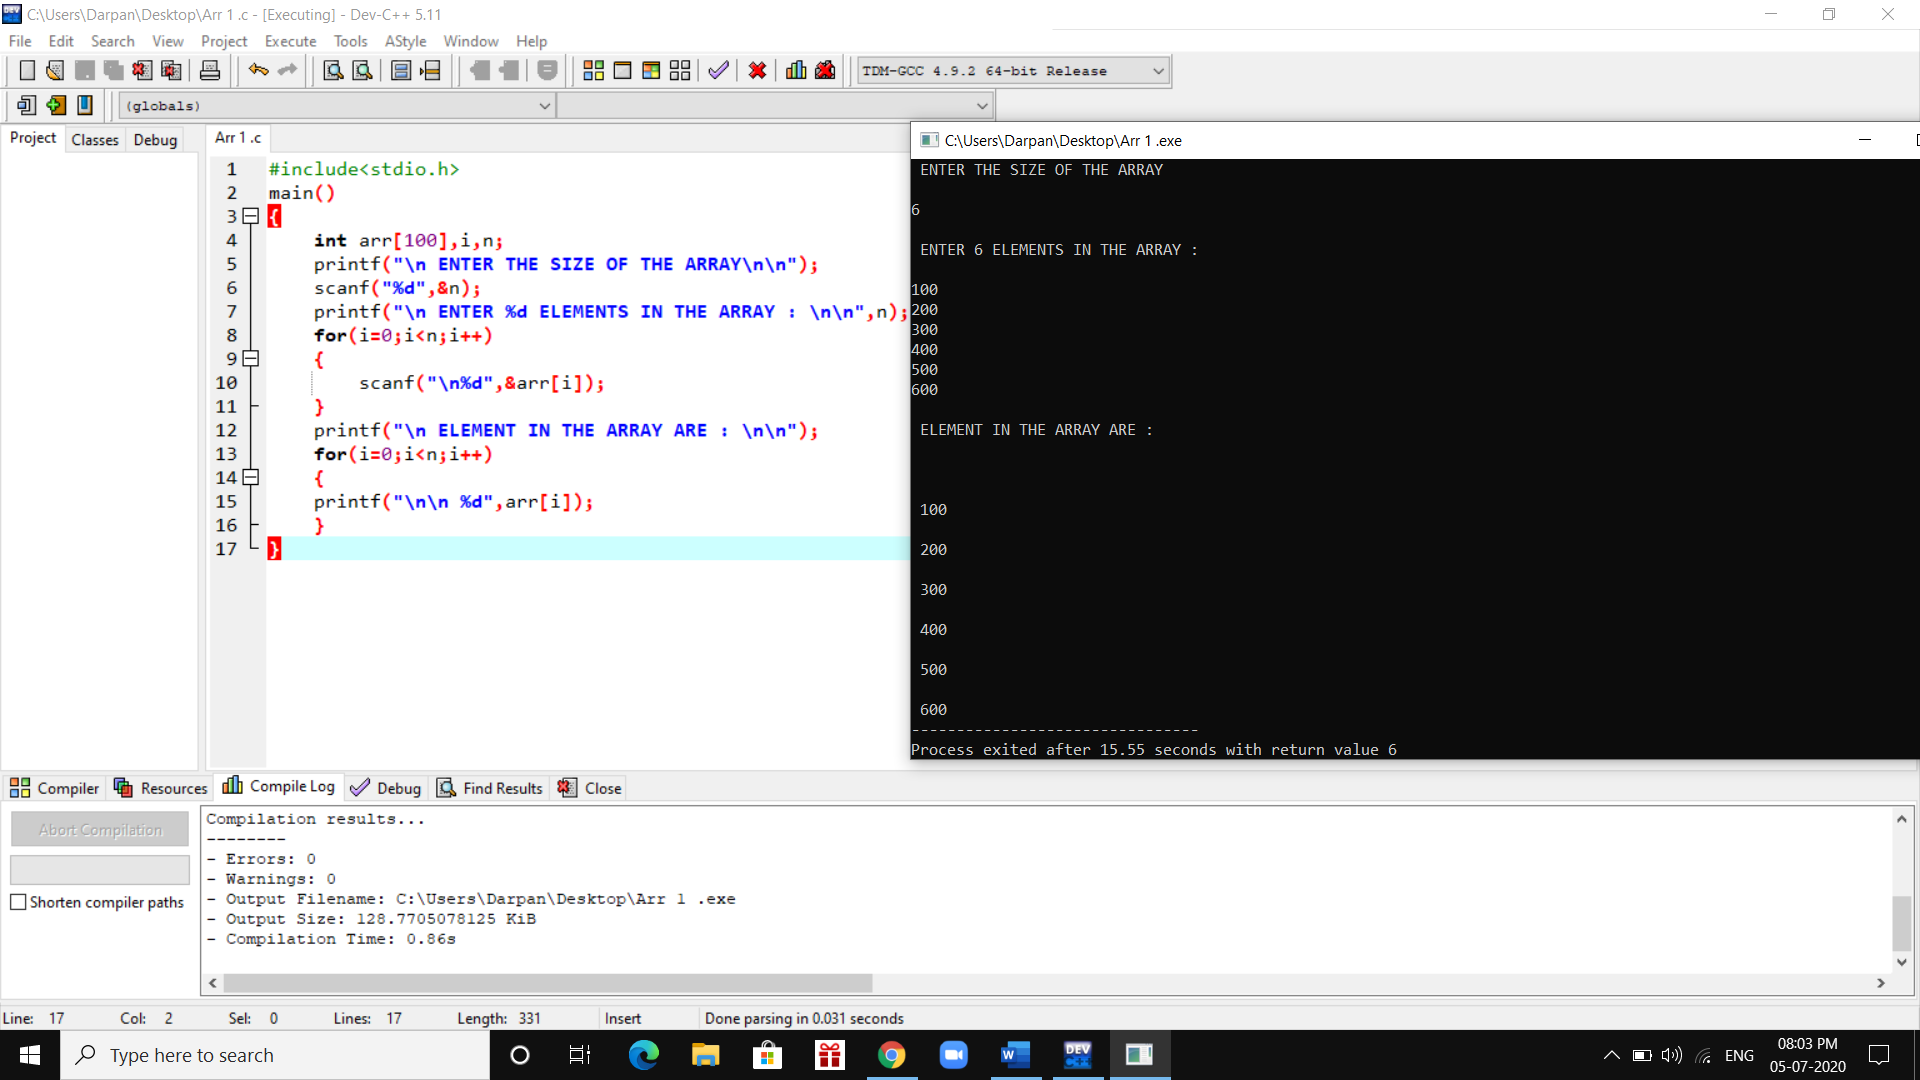 C:\Users\Darpan\Desktop\Arr 1 .c - [Executing] - Dev-C++ 5.11
File Edit Search View Project Execute Tools AStyle Window Help
TDM-GCC 4.9.2 64-bit Release
(globals)
Project Classes Debug
Arr 1 .c
1 #include<stdio.h>
2 main()
3 {
4 int arr[100],i,n;
5 printf("\n ENTER THE SIZE OF THE ARRAY\n\n");
6 scanf("%d",&n);
7 printf("\n ENTER %d ELEMENTS IN THE ARRAY : \n\n",n);
8 for(i=0;i<n;i++)
9 {
10 scanf("\n%d",&arr[i]);
11 }
12 printf("\n ELEMENT IN THE ARRAY ARE : \n\n");
13 for(i=0;i<n;i++)
14 {
15 printf("\n\n %d",arr[i]);
16 }
17 }
C:\Users\Darpan\Desktop\Arr 1 .exe
ENTER THE SIZE OF THE ARRAY
6
ENTER 6 ELEMENTS IN THE ARRAY :
100
200
300
400
500
600
ELEMENT IN THE ARRAY ARE :
100
200
300
400
500
600
--------------------------------
Process exited after 15.55 seconds with return value 6
Compiler Resources Compile Log Debug Find Results Close
Abort Compilation
Shorten compiler paths
Compilation results...
--------
- Errors: 0
- Warnings: 0
- Output Filename: C:\Users\Darpan\Desktop\Arr 1 .exe
- Output Size: 128.7705078125 KiB
- Compilation Time: 0.86s
Line: 17 Col: 2 Sel: 0 Lines: 17 Length: 331 Insert Done parsing in 0.031 seconds
Type here to search
W
DEV C++
ENG
08:03 PM
05-07-2020